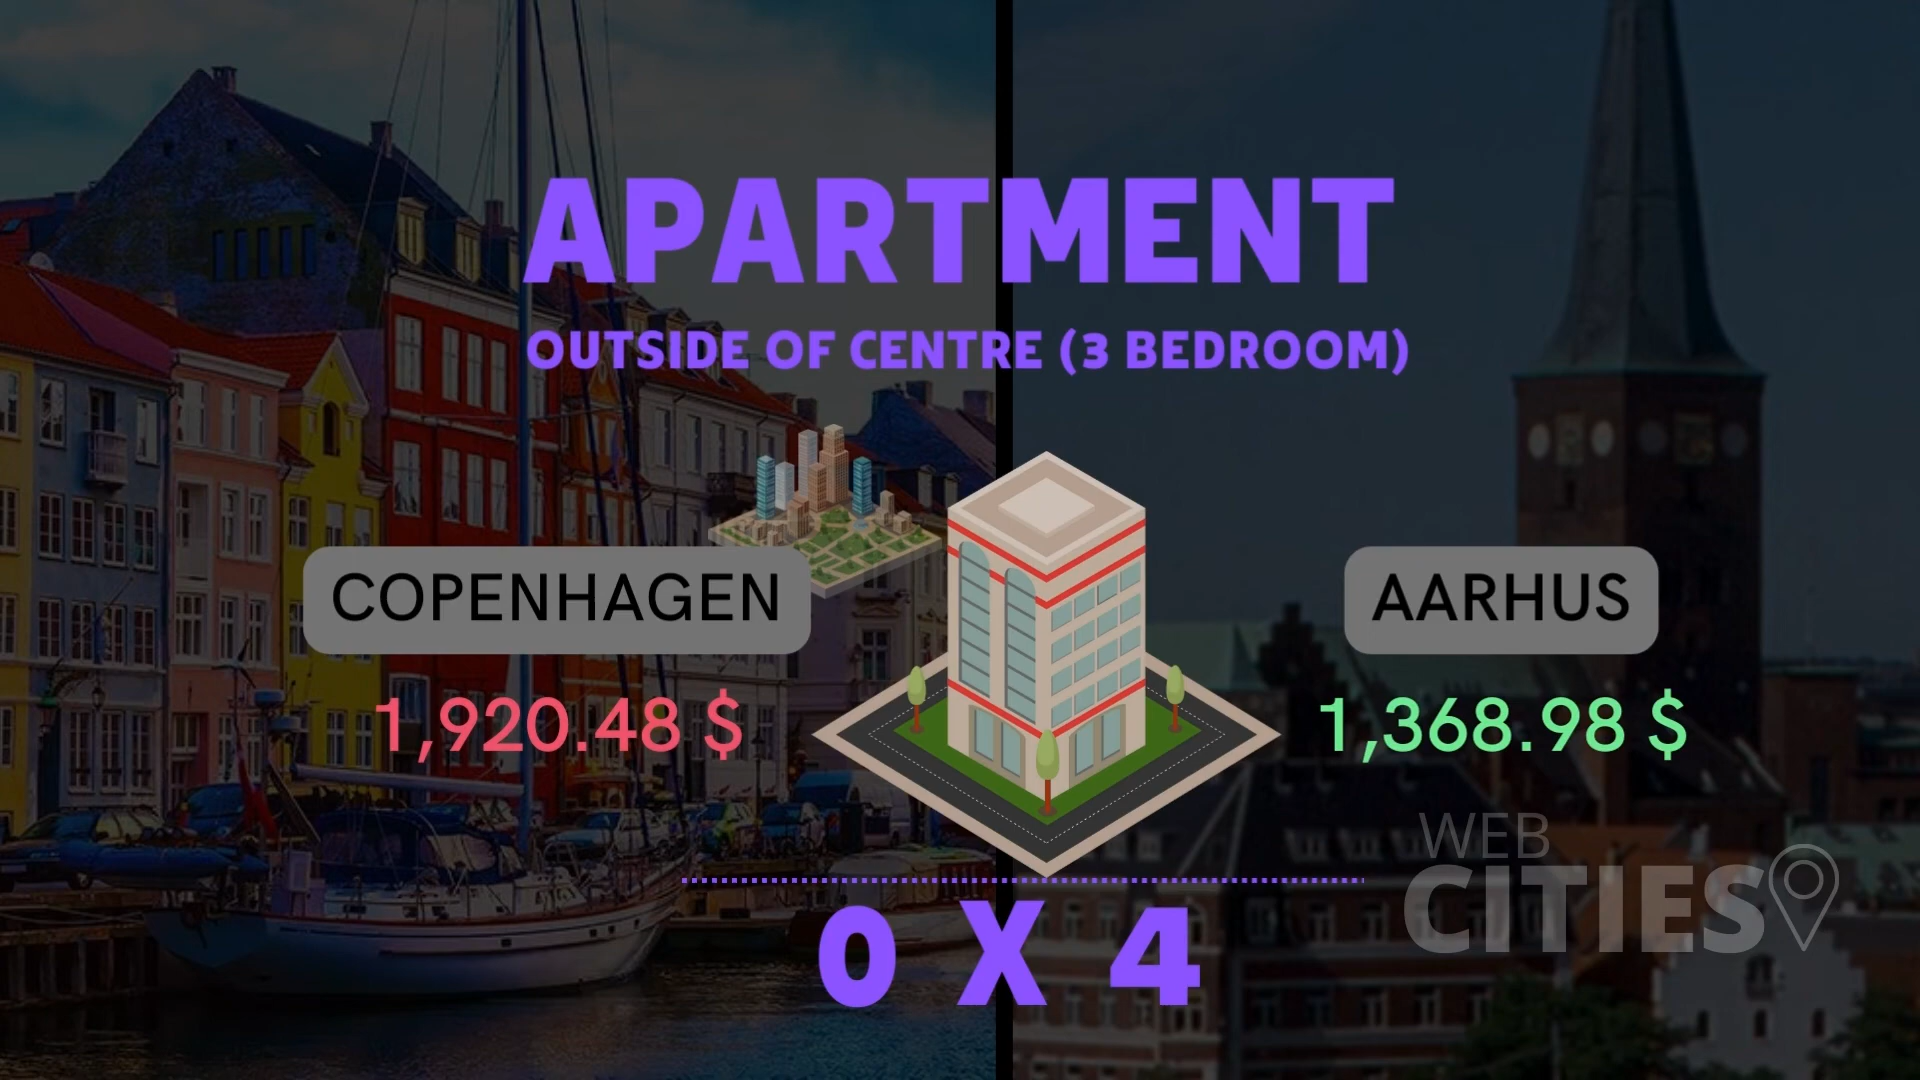 APARTMENT
OUTSIDE OF CENTRE (3 BEDROOM)
COPENHAGEN
AARHUS
1,920.48 $
1,368.98 $
WEB
CITIES
0 X 4